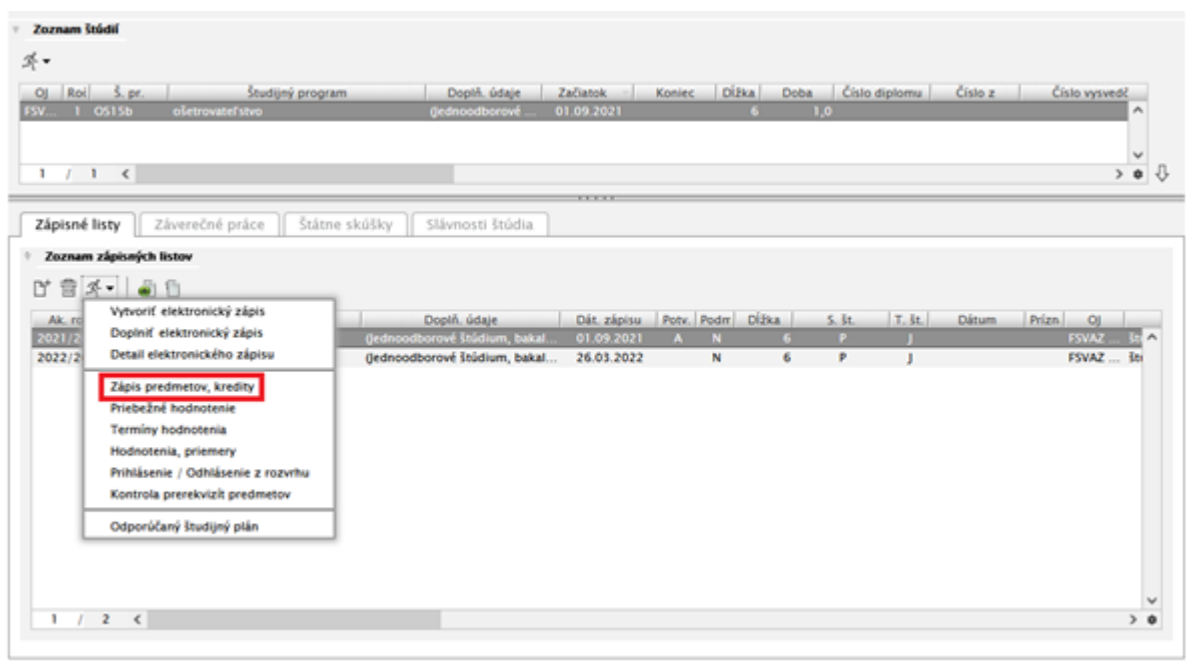 Zoznam štúdií
OJ Roi Š. pr. Študijný program Doplň. údaje Začiatok Koniec Dĺžka Doba Číslo diplomu Číslo z Číslo vysvedč
FSV... 1 OS15b ošetrovateľstvo (Jednoodborové ... 01.09.2021 6 1,0
1 / 1
Zápisné listy Záverečné práce Štátne skúšky Slávnosti štúdia
Zoznam zápisných listov
Ak. ro Doplň. údaje Dát. zápisu Potv. Podm Dĺžka S. št. T. št. Dátum Prízn OJ
2021/2 (Jednoodborové štúdium, bakal... 01.09.2021 A N 6 P J FSVAZ ... štu
2022/2 (Jednoodborové štúdium, bakal... 26.03.2022 N 6 P J FSVAZ ... štu
Vytvoriť elektronický zápis
Doplniť elektronický zápis
Detail elektronického zápisu
Zápis predmetov, kredity
Priebežné hodnotenie
Termíny hodnotenia
Hodnotenia, priemery
Prihlásenie / Odhlásenie z rozvrhu
Kontrola prerekvizít predmetov
Odporúčaný študijný plán
1 / 2